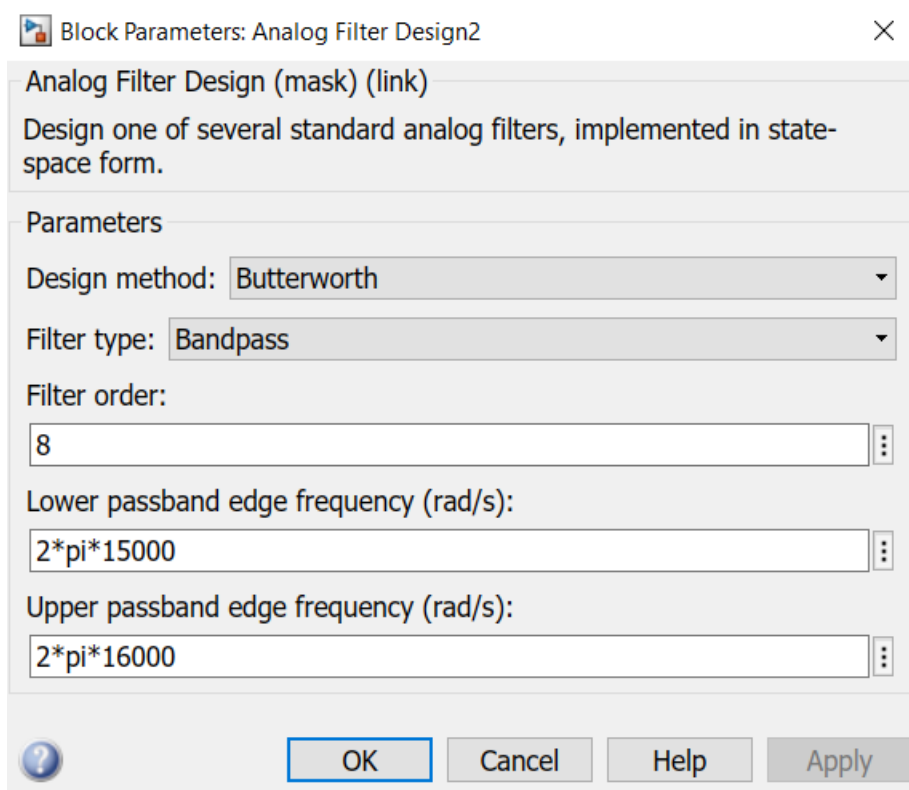 Block Parameters: Analog Filter Design2
Analog Filter Design (mask) (link)
Design one of several standard analog filters, implemented in state-
space form.
Parameters
Design method: Butterworth
Filter type: Bandpass
Filter order:
8
Lower passband edge frequency (rad/s):
2*pi*15000
Upper passband edge frequency (rad/s):
2*pi*16000
? OK Cancel Help Apply